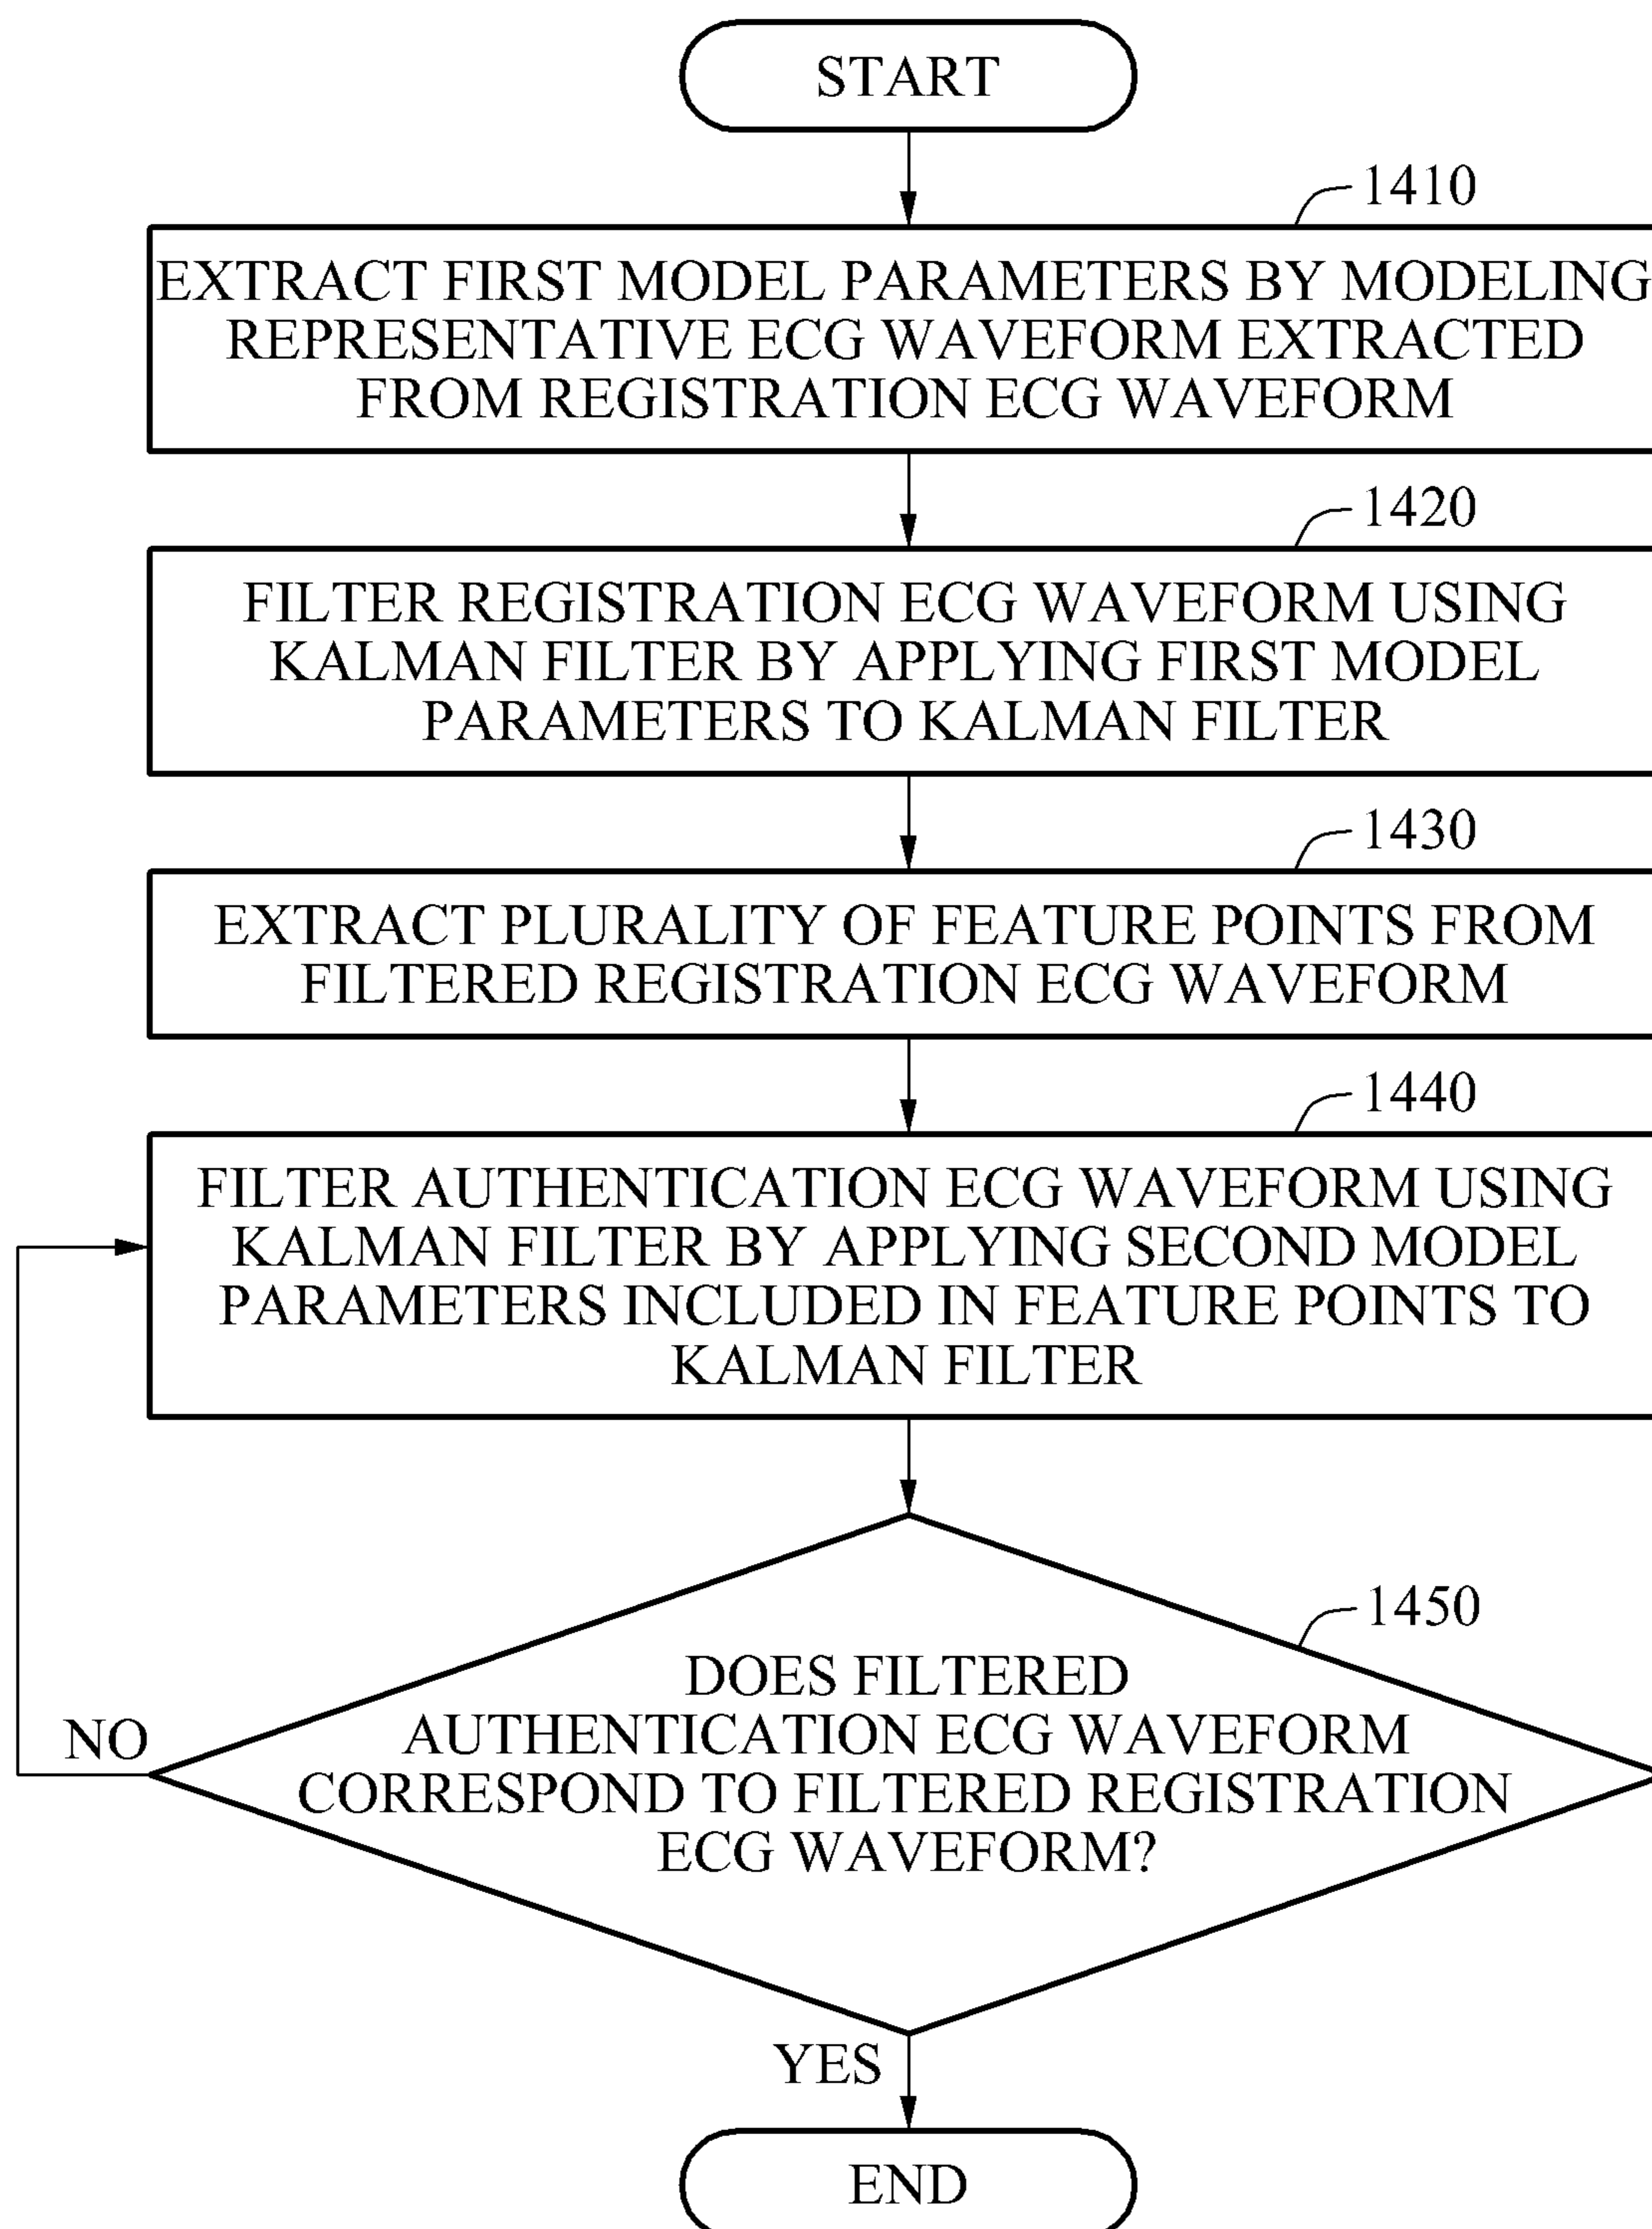 START
1410
EXTRACT FIRST MODEL PARAMETERS BY MODELING
REPRESENTATIVE ECG WAVEFORM EXTRACTED
FROM REGISTRATION ECG WAVEFORM
1420
FILTER REGISTRATION ECG WAVEFORM USING
KALMAN FILTER BY APPLYING FIRST MODEL
PARAMETERS TO KALMAN FILTER
1430
EXTRACT PLURALITY OF FEATURE POINTS FROM
FILTERED REGISTRATION ECG WAVEFORM
1440
FILTER AUTHENTICATION ECG WAVEFORM USING
KALMAN FILTER BY APPLYING SECOND MODEL
PARAMETERS INCLUDED IN FEATURE POINTS TO
KALMAN FILTER
1450
DOES FILTERED
AUTHENTICATION ECG WAVEFORM
CORRESPOND TO FILTERED REGISTRATION
ECG WAVEFORM?
NO
YES
END